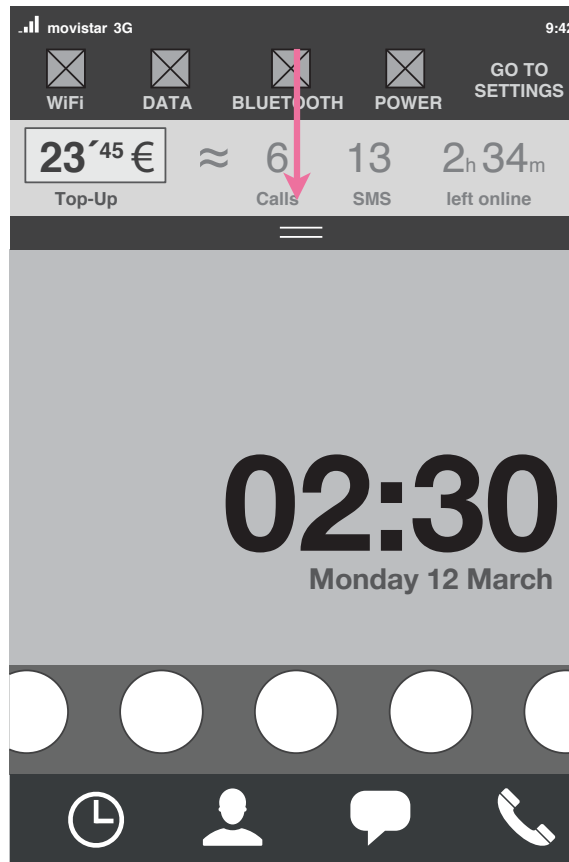 movistar 3G 9:42
WiFi DATA BLUETOOTH POWER GO TO SETTINGS
23´45 € ≈ 6 13 2h 34m
Top-Up Calls SMS left online
02:30
Monday 12 March